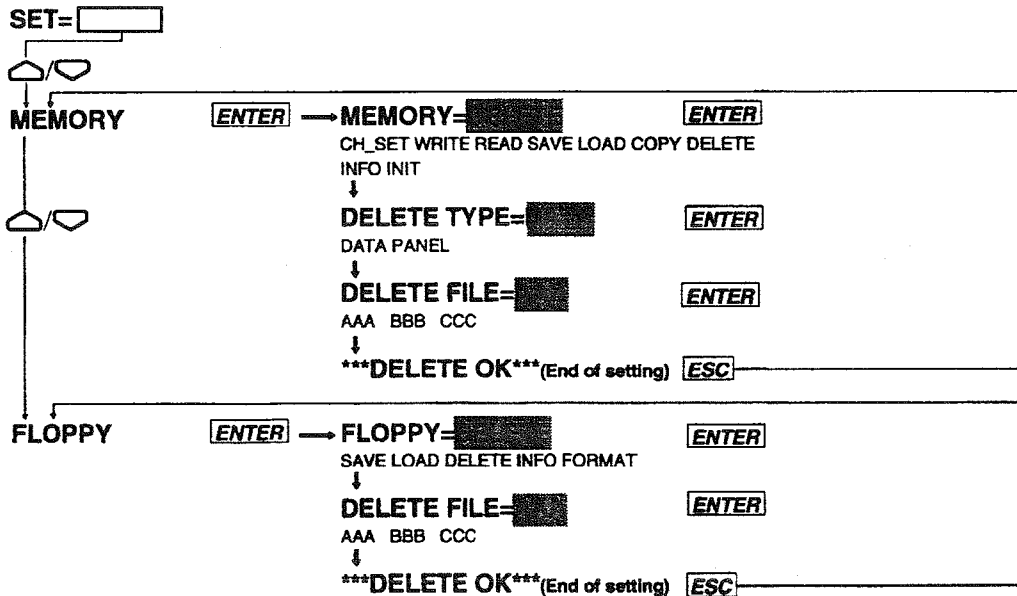 SET=
/
MEMORY ENTER MEMORY= ENTER
CH_SET WRITE READ SAVE LOAD COPY DELETE
INFO INIT
/
DELETE TYPE= ENTER
DATA PANEL
DELETE FILE= ENTER
AAA BBB CCC
***DELETE OK***(End of setting) ESC
FLOPPY ENTER FLOPPY= ENTER
SAVE LOAD DELETE INFO FORMAT
DELETE FILE= ENTER
AAA BBB CCC
***DELETE OK***(End of setting) ESC